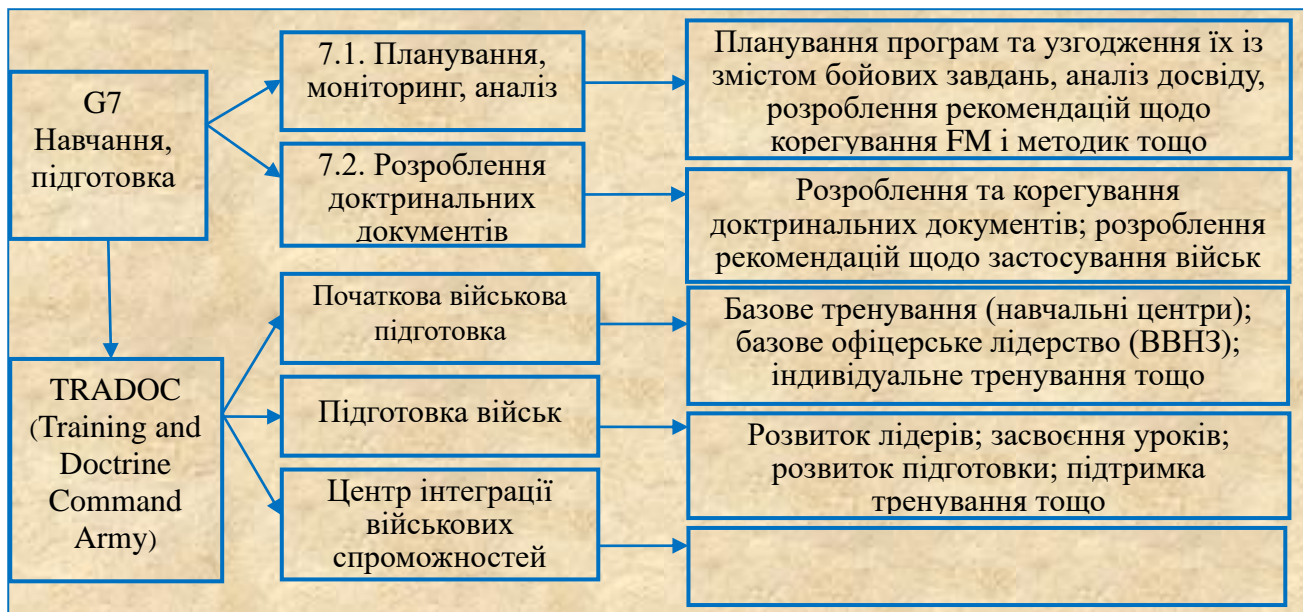 G7
Навчання,
підготовка
7.1. Планування,
моніторинг, аналіз
Планування програм та узгодження їх із
змістом бойових завдань, аналіз досвіду,
розроблення рекомендацій щодо
корегування FM і методик тощо
7.2. Розроблення
доктринальних
документів
Розроблення та корегування
доктринальних документів; розроблення
рекомендацій щодо застосування військ
TRADOC
(Training and
Doctrine
Command
Army)
Початкова військова
підготовка
Базове тренування (навчальні центри);
базове офіцерське лідерство (ВВНЗ);
індивідуальне тренування тощо
Підготовка військ
Розвиток лідерів; засвоєння уроків;
розвиток підготовки; підтримка
тренування тощо
Центр інтеграції
військових
спроможностей